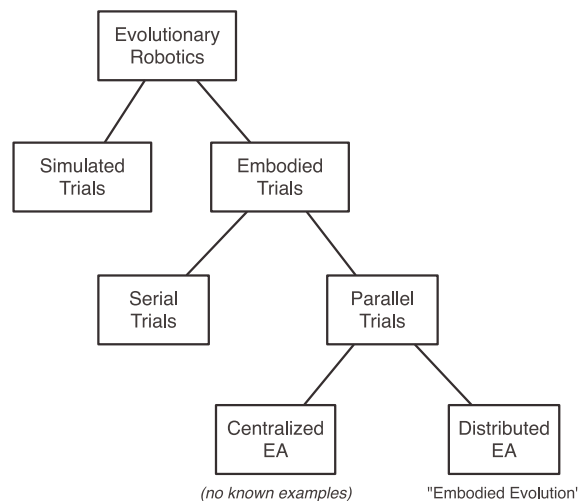 Evolutionary
Robotics
Simulated
Trials
Embodied
Trials
Serial
Trials
Parallel
Trials
Centralized
EA
Distributed
EA
(no known examples)
"Embodied Evolution"